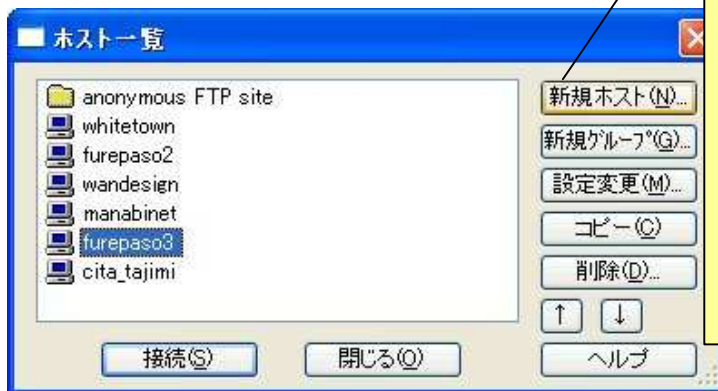 ホスト一覧
anonymous FTP site
whitetown
furepaso2
wandesign
manabinet
furepaso3
cita_tajimi
新規ホスト(N)...
新規グループ(G)...
設定変更(M)...
コピー(C)
削除(D)...
↑ ↓
接続(S) 閉じる(O) ヘルプ